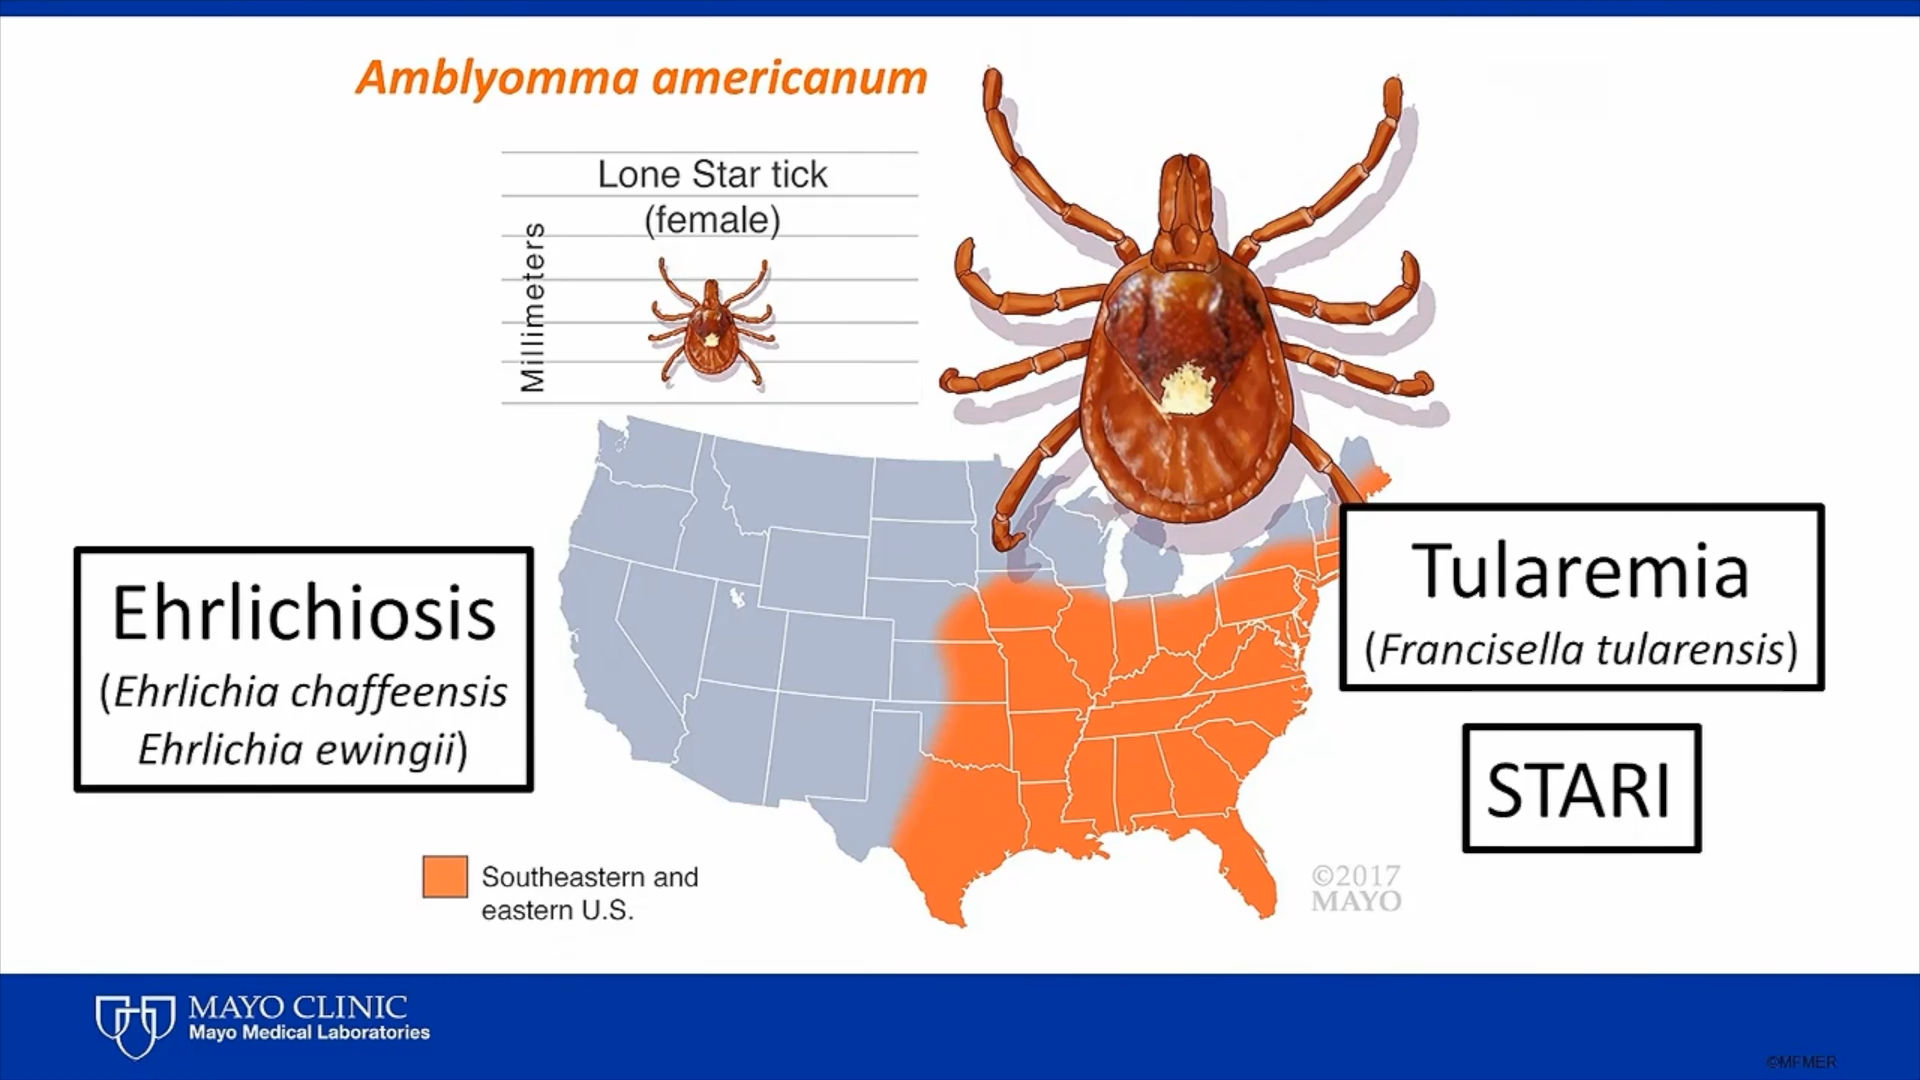 Amblyomma americanum
Lone Star tick
(female)
Millimeters
Ehrlichiosis
(Ehrlichia chaffeensis
Ehrlichia ewingii)
Tularemia
(Francisella tularensis)
STARI
Southeastern and
eastern U.S.
©2017
MAYO
MAYO CLINIC
Mayo Medical Laboratories
©MFMER